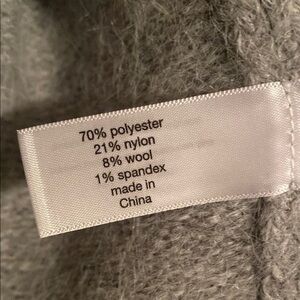 70% polyester
21% nylon
8% wool
1% spandex
made in
China